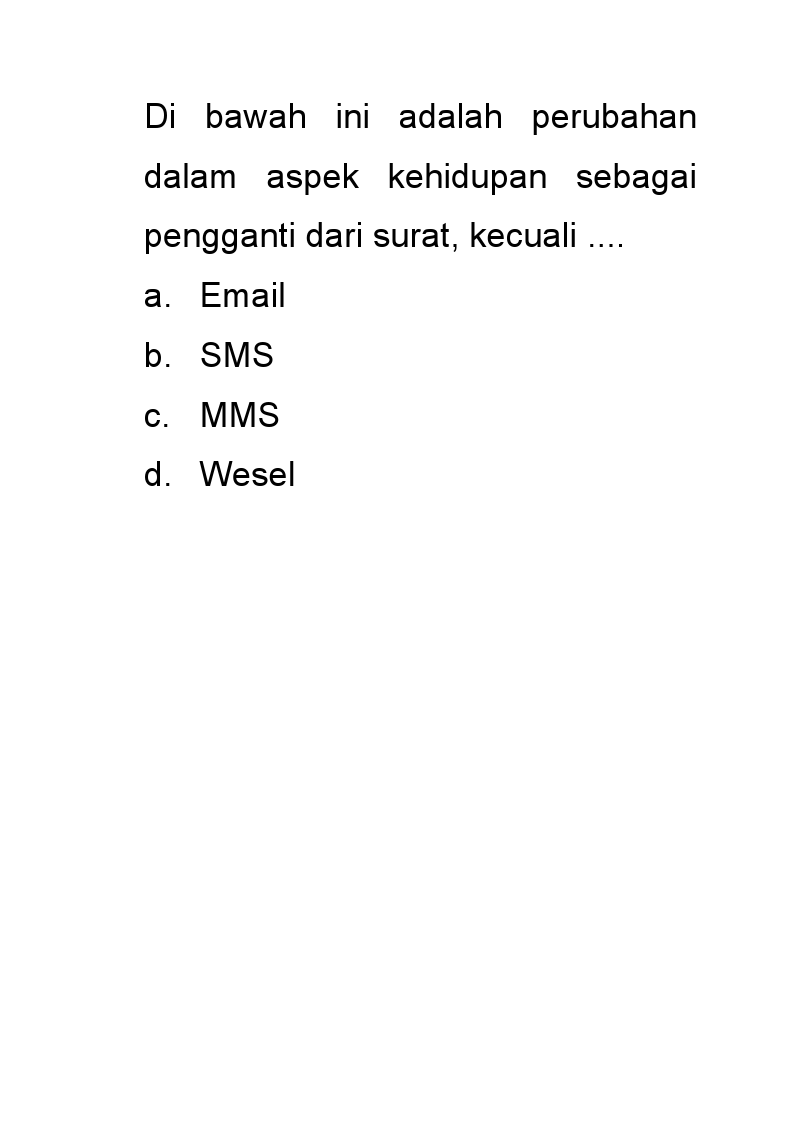 Di bawah ini adalah perubahan
dalam aspek kehidupan sebagai
pengganti dari surat, kecuali ....
a. Email
b. SMS
c. MMS
d. Wesel